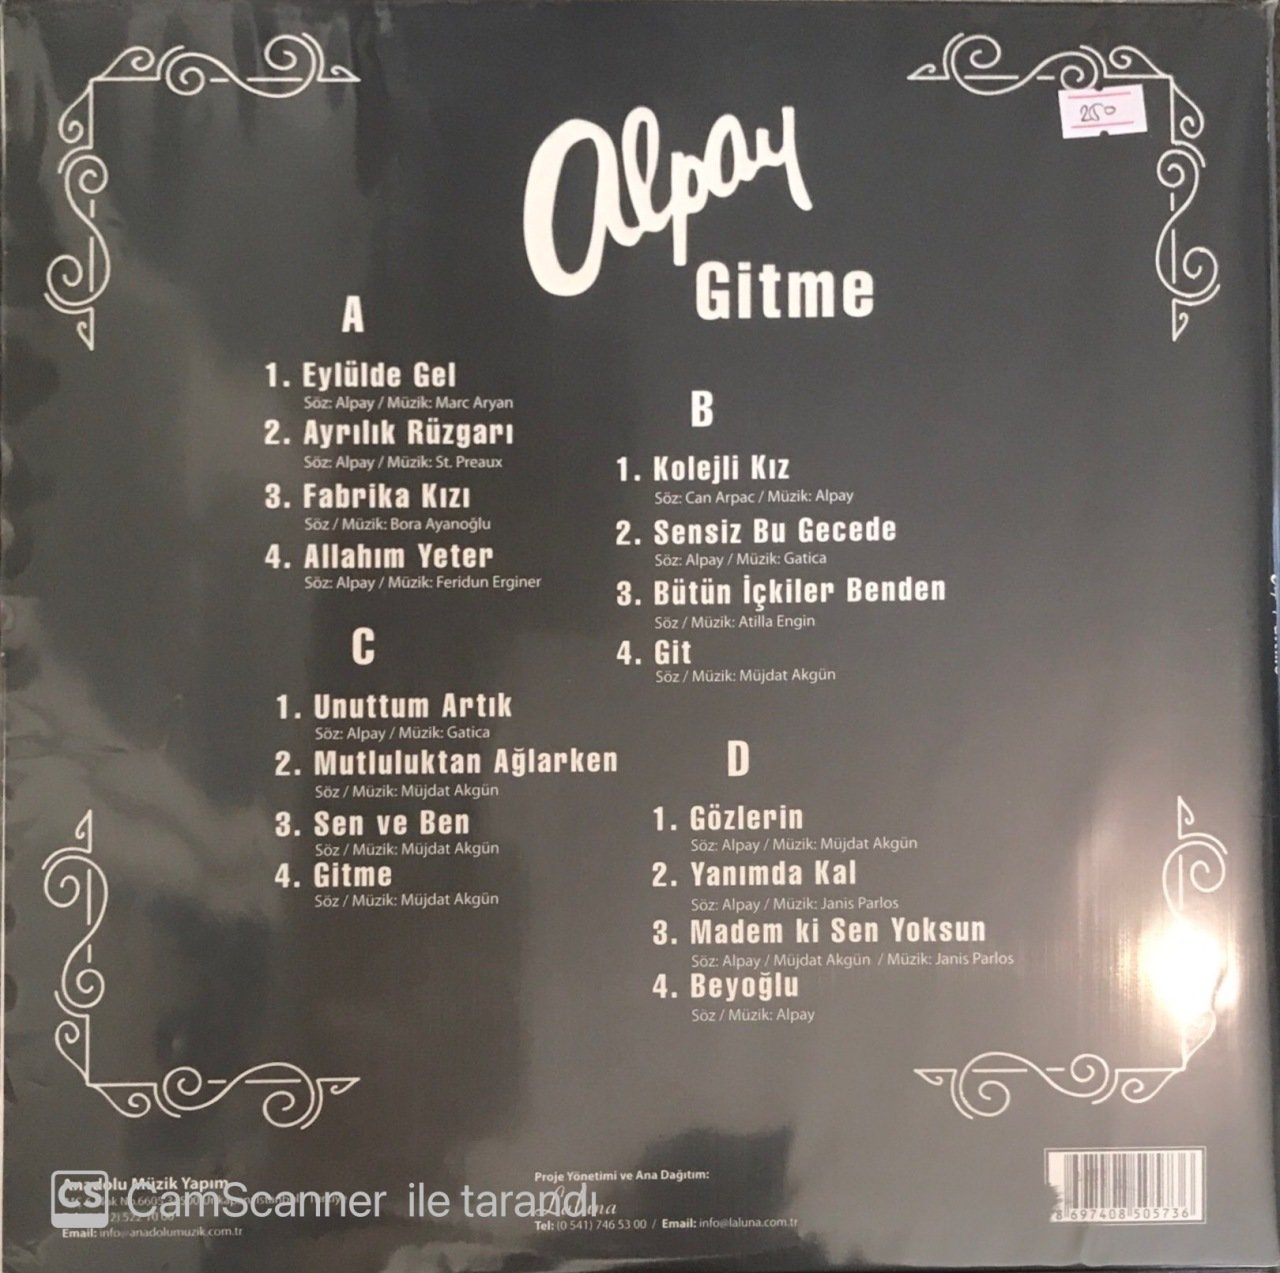 Alpay
Gitme
250
A
1. Eylülde Gel
Söz: Alpay / Müzik: Marc Aryan
2. Ayrılık Rüzgarı
Söz: Alpay / Müzik: St. Preaux
3. Fabrika Kızı
Söz / Müzik: Bora Ayanoğlu
4. Allahım Yeter
Söz: Alpay / Müzik: Feridun Erginer
B
1. Kolejli Kız
Söz: Can Arpac / Müzik: Alpay
2. Sensiz Bu Gecede
Söz: Alpay / Müzik: Gatica
3. Bütün İçkiler Benden
Söz / Müzik: Atilla Engin
4. Git
Söz / Müzik: Müjdat Akgün
C
1. Unuttum Artık
Söz: Alpay / Müzik: Gatica
2. Mutluluktan Ağlarken
Söz / Müzik: Müjdat Akgün
3. Sen ve Ben
Söz / Müzik: Müjdat Akgün
4. Gitme
Söz / Müzik: Müjdat Akgün
D
1. Gözlerin
Söz: Alpay / Müzik: Müjdat Akgün
2. Yanımda Kal
Söz: Alpay / Müzik: Janis Parlos
3. Madem ki Sen Yoksun
Söz: Alpay / Müjdat Akgün / Müzik: Janis Parlos
4. Beyoğlu
Söz / Müzik: Alpay
Anadolu Müzik Yapım
Email: info@anadolumuzik.com.tr
CS CamScanner ile tarandı
Proje Yönetimi ve Ana Dağıtım:
Laluna
Tel: (0 541) 746 53 00 / Email: info@laluna.com.tr
8 697408 505736